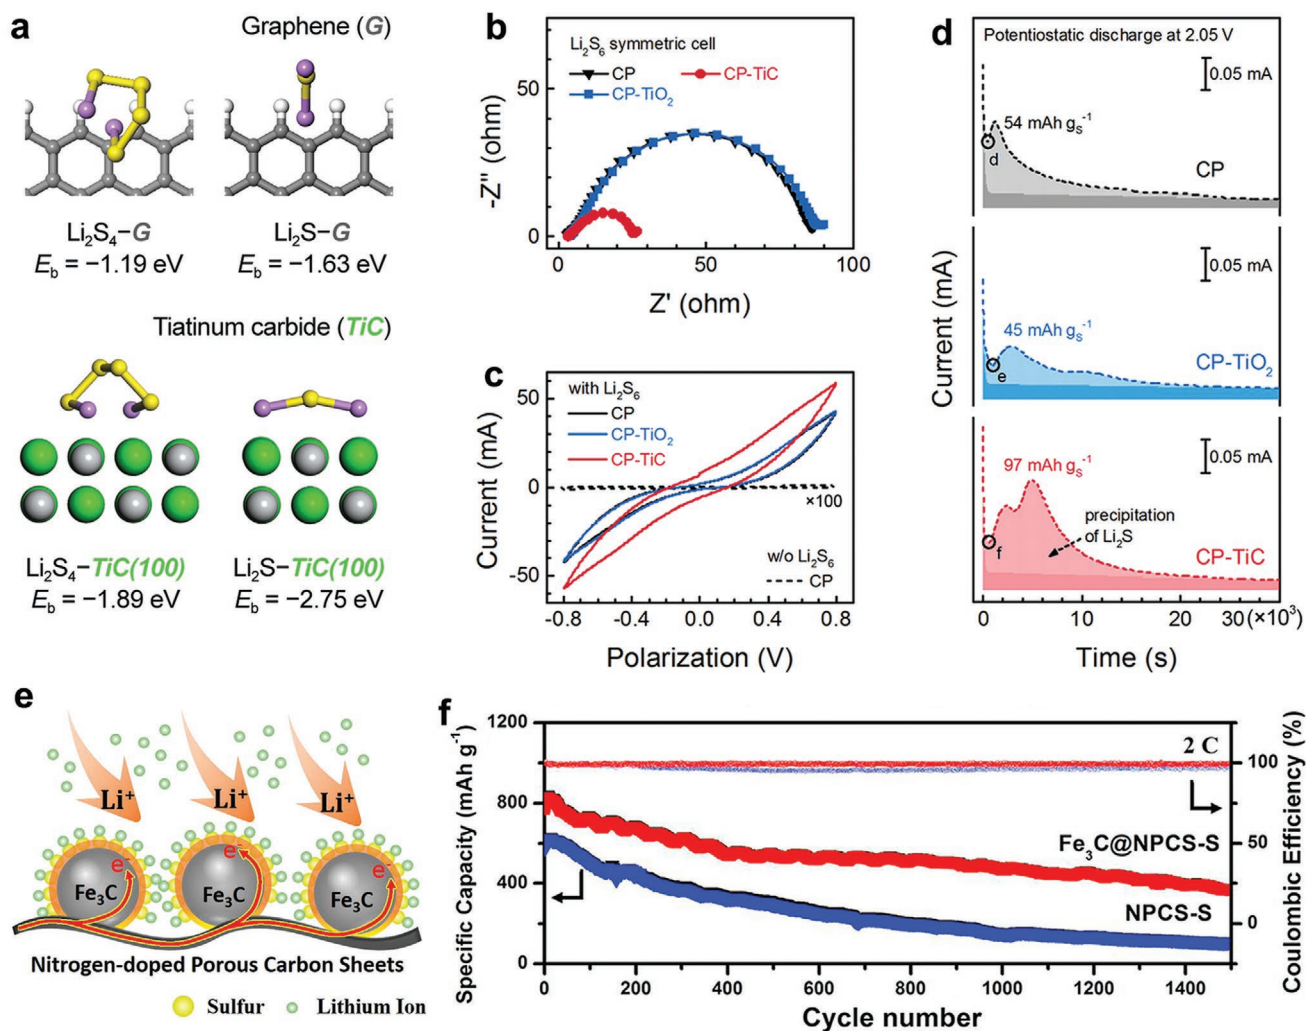 a
Graphene (G)
Li₂S₄–G
E_b = −1.19 eV
Li₂S–G
E_b = −1.63 eV
Tiatinum carbide (TiC)
Li₂S₄–TiC(100)
E_b = −1.89 eV
Li₂S–TiC(100)
E_b = −2.75 eV
b
Li₂S₆ symmetric cell
CP
CP-TiC
CP-TiO₂
-Z'' (ohm)
50
0
0
50
100
Z' (ohm)
c
with Li₂S₆
CP
CP-TiO₂
CP-TiC
×100
w/o Li₂S₆
CP
Current (mA)
50
0
-50
-0.8
-0.4
0.0
0.4
0.8
Polarization (V)
d
Potentiostatic discharge at 2.05 V
0.05 mA
54 mAh g_S⁻¹
d
CP
0.05 mA
45 mAh g_S⁻¹
e
CP-TiO₂
0.05 mA
97 mAh g_S⁻¹
precipitation
of Li₂S
f
CP-TiC
Current (mA)
0
10
20
30 (×10³)
Time (s)
e
Li⁺
Li⁺
Li⁺
e⁻
e⁻
e⁻
Fe₃C
Fe₃C
Fe₃C
Nitrogen-doped Porous Carbon Sheets
Sulfur
Lithium Ion
f
Specific Capacity (mAh g⁻¹)
1200
800
400
0
2 C
Fe₃C@NPCS-S
NPCS-S
100
50
0
Coulombic Efficiency (%)
0
200
400
600
800
1000
1200
1400
Cycle number